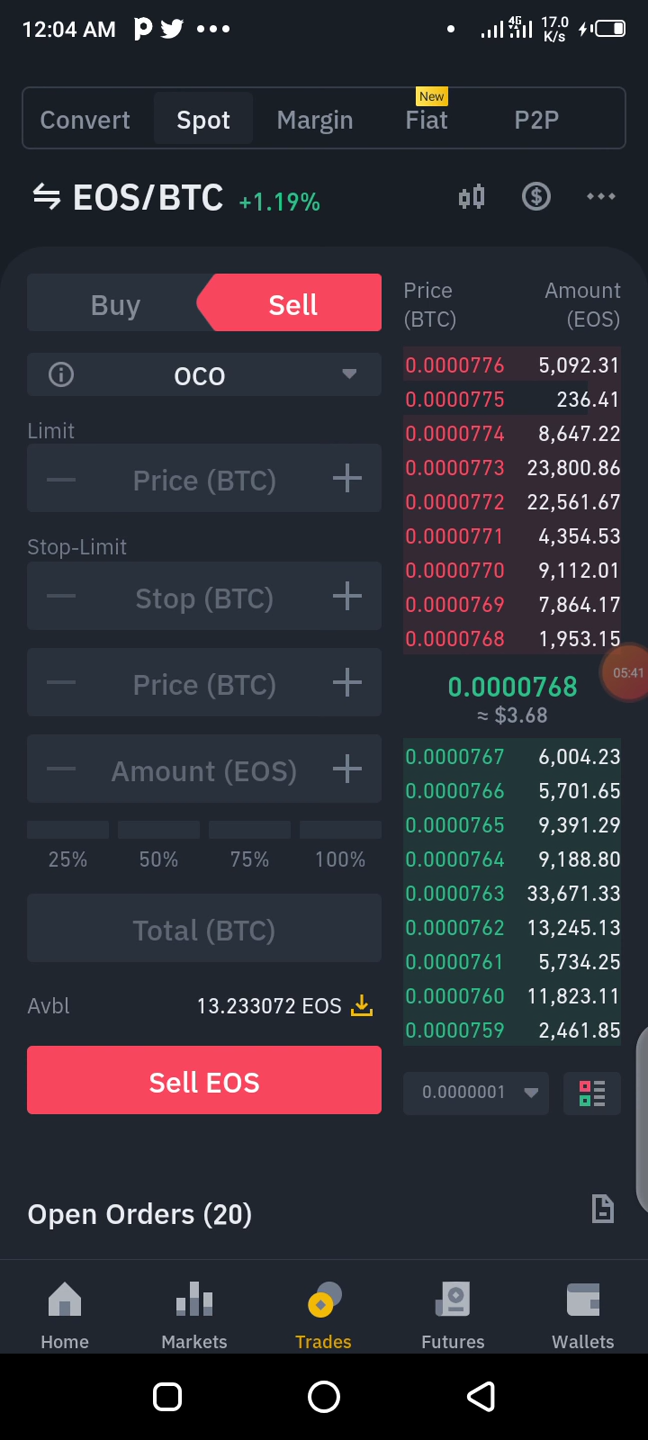 12:04 AM
4G
17.0
K/s
Convert
Spot
Margin
New
Fiat
P2P
EOS/BTC +1.19%
Buy
Sell
Price
(BTC)
Amount
(EOS)
OCO
Limit
Price (BTC)
Stop-Limit
Stop (BTC)
Price (BTC)
Amount (EOS)
25%
50%
75%
100%
Total (BTC)
Avbl
13.233072 EOS
Sell EOS
0.0000776 5,092.31
0.0000775 236.41
0.0000774 8,647.22
0.0000773 23,800.86
0.0000772 22,561.67
0.0000771 4,354.53
0.0000770 9,112.01
0.0000769 7,864.17
0.0000768 1,953.15
0.0000768
≈ $3.68
05:41
0.0000767 6,004.23
0.0000766 5,701.65
0.0000765 9,391.29
0.0000764 9,188.80
0.0000763 33,671.33
0.0000762 13,245.13
0.0000761 5,734.25
0.0000760 11,823.11
0.0000759 2,461.85
0.0000001
Open Orders (20)
Home
Markets
Trades
Futures
Wallets